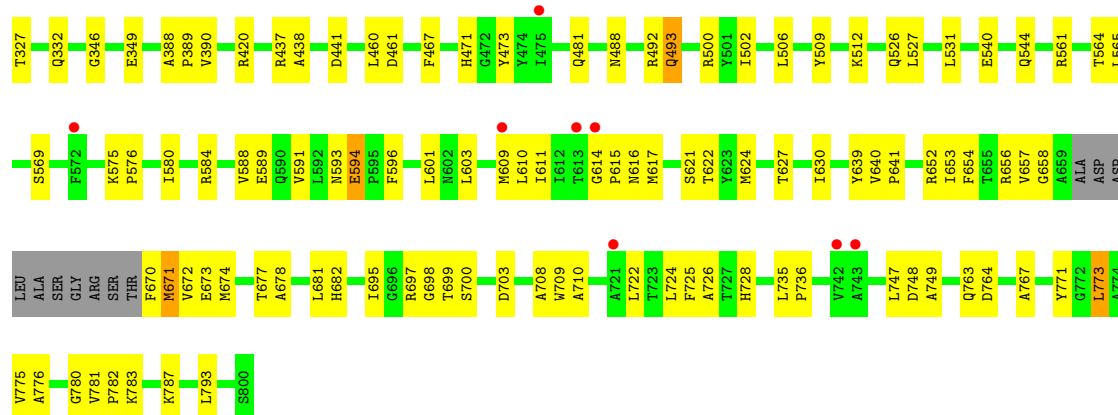 T327 Q332 G346 E349 A388 P389 V390 R420 R437 A438 D441 L460 D461 F467 H471 G472 Y473 Y474 I475 Q481 N488 R492 Q493 R500 Y501 I502 L506 Y509 K512 Q526 L527 L531 E540 Q544 R561 T564 L565
S569 F572 K575 P576 I580 R584 V588 E589 Q590 V591 L592 N593 E594 P595 F596 L601 N602 L603 M609 L610 I611 I612 T613 G614 P615 N616 M617 S621 T622 Y623 M624 T627 I630 Y639 V640 P641 R652 I653 F654 T655 R656 V657 G658 A659 ALA ASP ASP
LEU ALA SER GLY ARG SER THR F670 M671 V672 E673 M674 T677 A678 L681 H682 I695 G696 R697 G698 T699 S700 D703 A708 W709 A710 A721 L722 T723 L724 F725 A726 T727 H728 L735 P736 V742 A743 L747 D748 A749 Q763 D764 A767 Y771 G772 L773 A774
V775 A776 G780 V781 P782 K783 K787 L793 S800